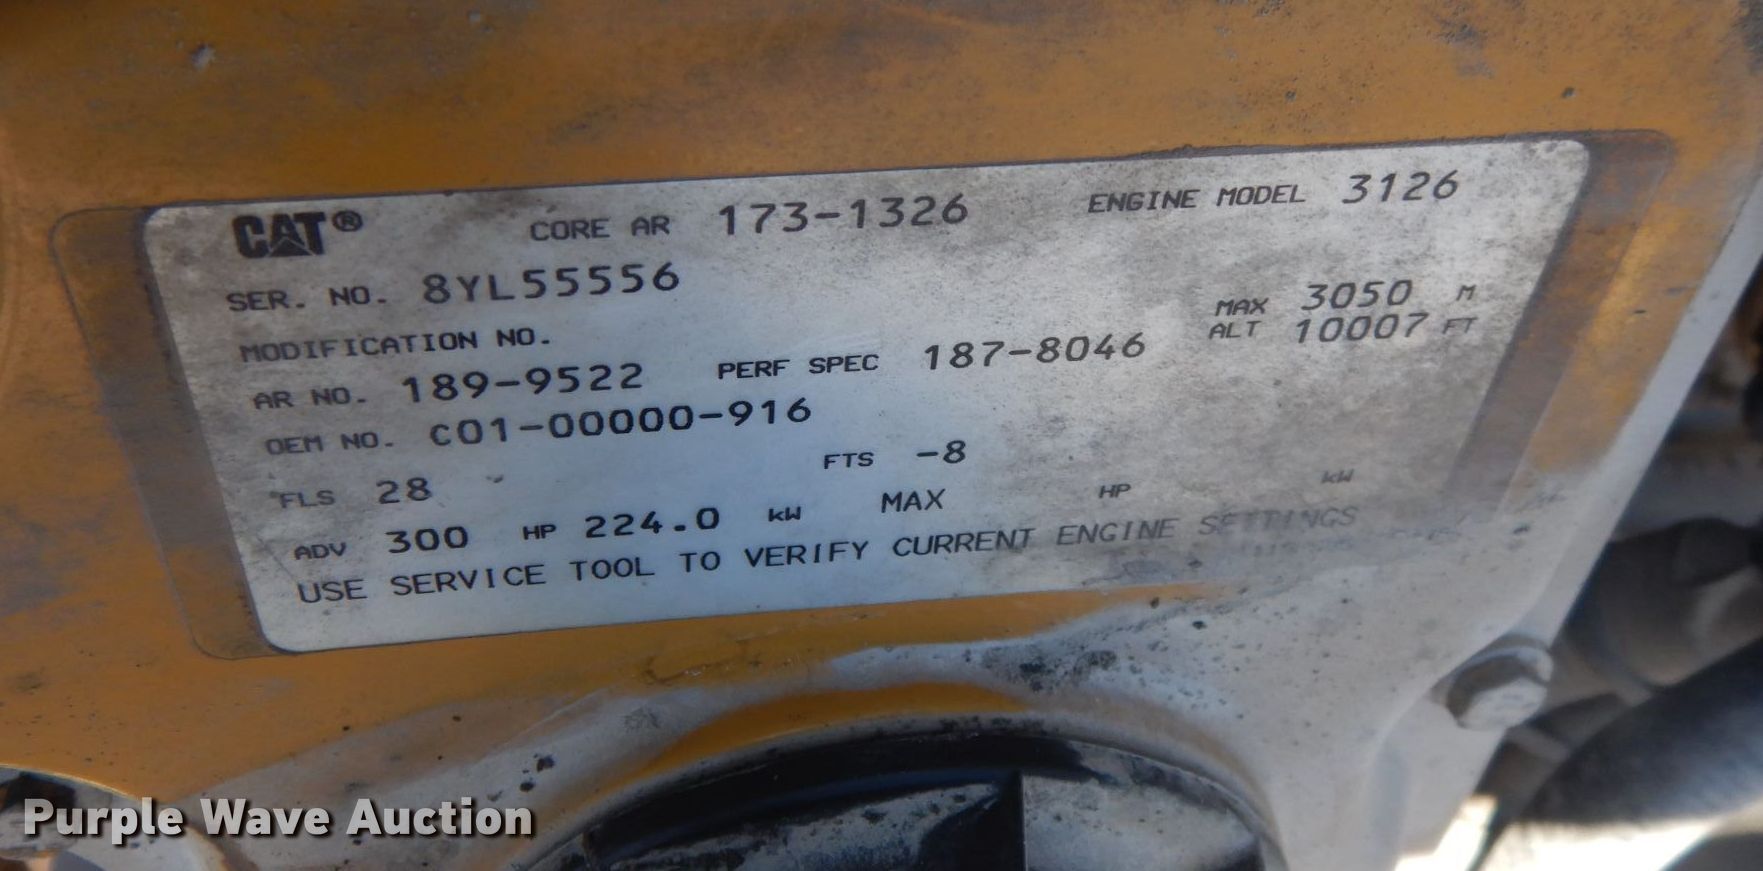 CAT® CORE AR 173-1326 ENGINE MODEL 3126
SER. NO. 8YL55556
MODIFICATION NO.
MAX ALT 3050 M 10007 FT
AR NO. 189-9522 PERF SPEC 187-8046
OEM NO. C01-00000-916
FLS 28 FTS -8
ADV 300 HP 224.0 kW MAX HP kW
USE SERVICE TOOL TO VERIFY CURRENT ENGINE SETTINGS
Purple Wave Auction